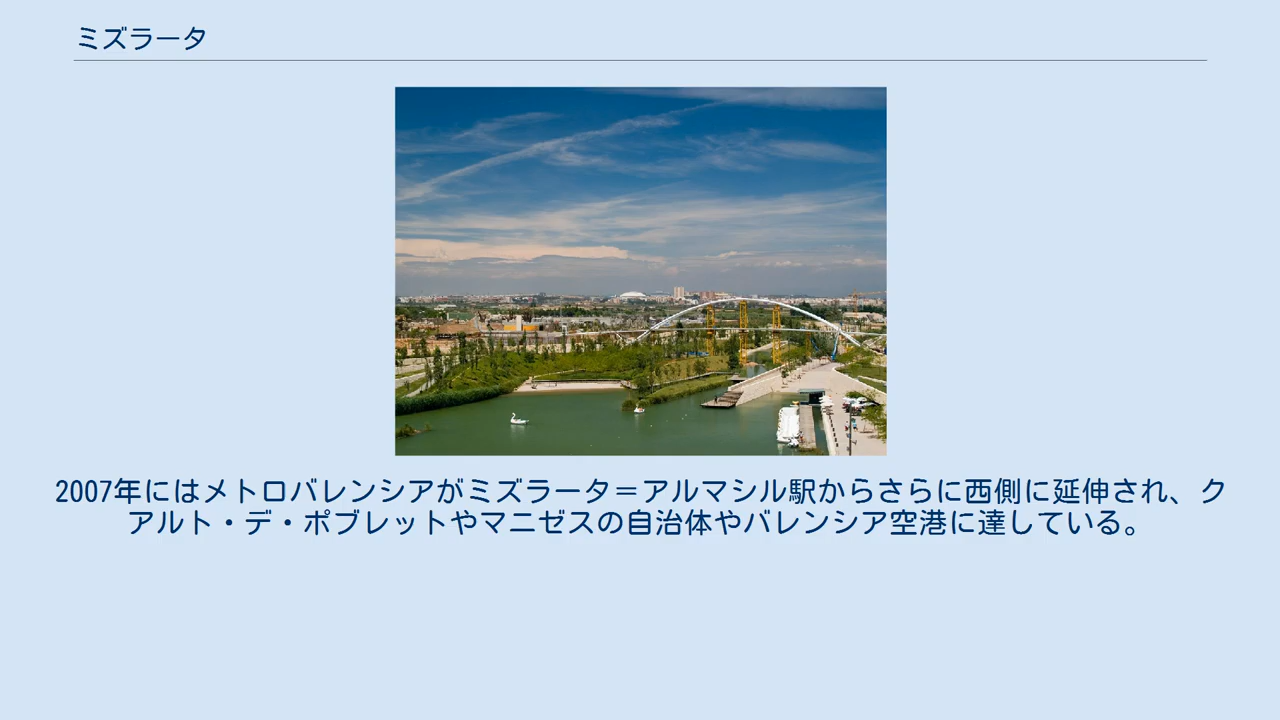 ミズラータ
2007年にはメトロバレンシアがミズラータ＝アルマシル駅からさらに西側に延伸され、ク
アルト・デ・ポブレットやマニゼスの自治体やバレンシア空港に達している。